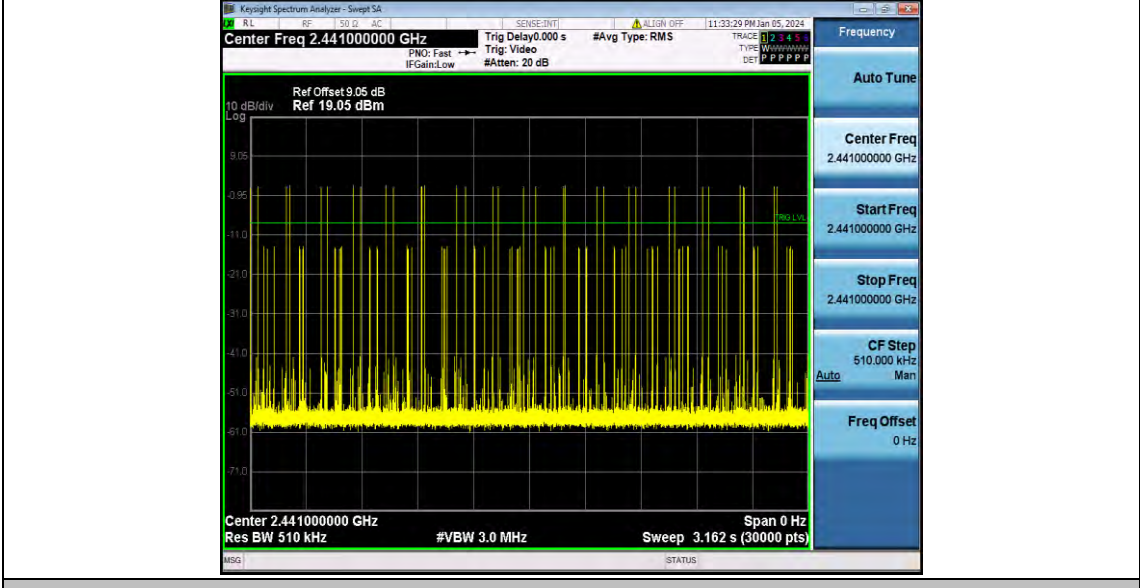 Keysight Spectrum Analyzer - Swept SA
RL RF 50 Ω AC SENSE:INT ALIGN OFF 11:33:29 PM Jan 05, 2024
Center Freq 2.441000000 GHz
Trig Delay0.000 s #Avg Type: RMS TRACE 1 2 3 4 5 6
PNO: Fast Trig: Video TYPE
IFGain:Low #Atten: 20 dB DET P P P P P P
Ref Offset 9.05 dB
10 dB/div Ref 19.05 dBm
Log
9.05
-0.95
TRIG LVL
-11.0
-21.0
-31.0
-41.0
-51.0
-61.0
-71.0
Center 2.441000000 GHz Span 0 Hz
Res BW 510 kHz #VBW 3.0 MHz Sweep 3.162 s (30000 pts)
MSG STATUS
Frequency
Auto Tune
Center Freq
2.441000000 GHz
Start Freq
2.441000000 GHz
Stop Freq
2.441000000 GHz
CF Step
510.000 kHz
Auto Man
Freq Offset
0 Hz